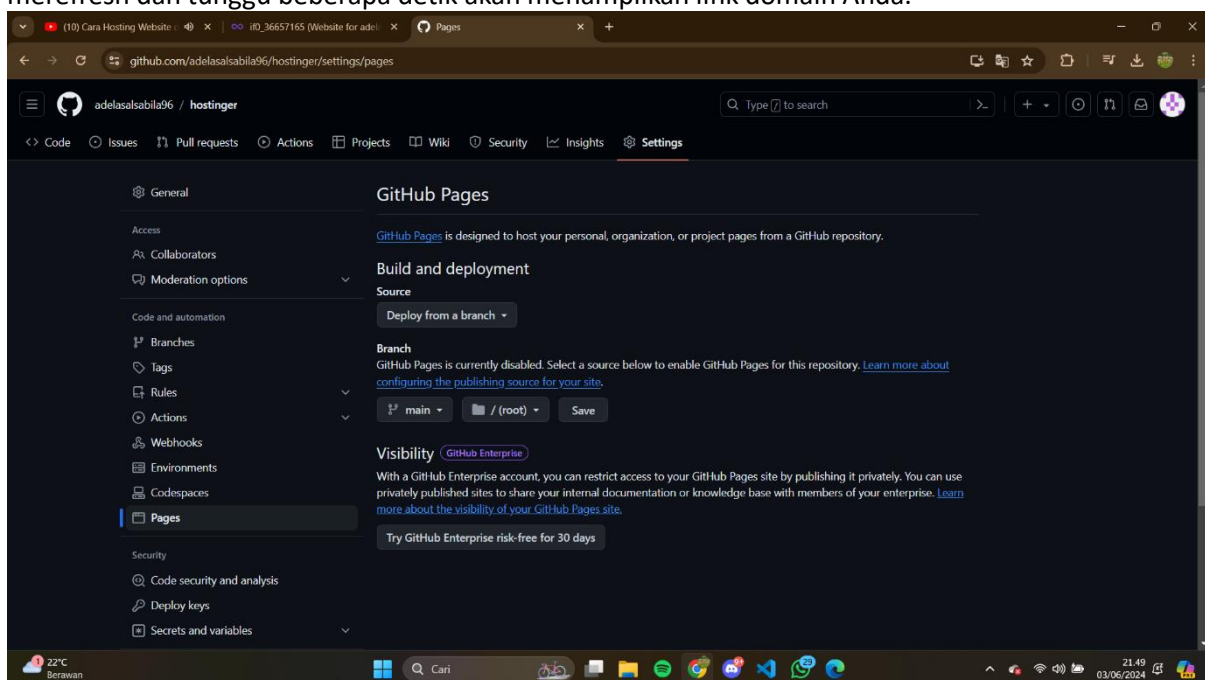 merefresh dan tunggu beberapa detik akan menampilkan link domain Anda.
(10) Cara Hosting Website
if0_36657165 (Website for adel
Pages
github.com/adelasalsabila96/hostinger/settings/pages
adelasalsabila96 / hostinger
Type / to search
Code Issues Pull requests Actions Projects Wiki Security Insights Settings
General
Access
Collaborators
Moderation options
Code and automation
Branches
Tags
Rules
Actions
Webhooks
Environments
Codespaces
Pages
Security
Code security and analysis
Deploy keys
Secrets and variables
GitHub Pages
GitHub Pages is designed to host your personal, organization, or project pages from a GitHub repository.
Build and deployment
Source
Deploy from a branch
Branch
GitHub Pages is currently disabled. Select a source below to enable GitHub Pages for this repository. Learn more about
configuring the publishing source for your site.
main / (root) Save
Visibility GitHub Enterprise
With a GitHub Enterprise account, you can restrict access to your GitHub Pages site by publishing it privately. You can use
privately published sites to share your internal documentation or knowledge base with members of your enterprise. Learn
more about the visibility of your GitHub Pages site.
Try GitHub Enterprise risk-free for 30 days
1
22°C
Berawan
Cari
29
21.49
03/06/2024